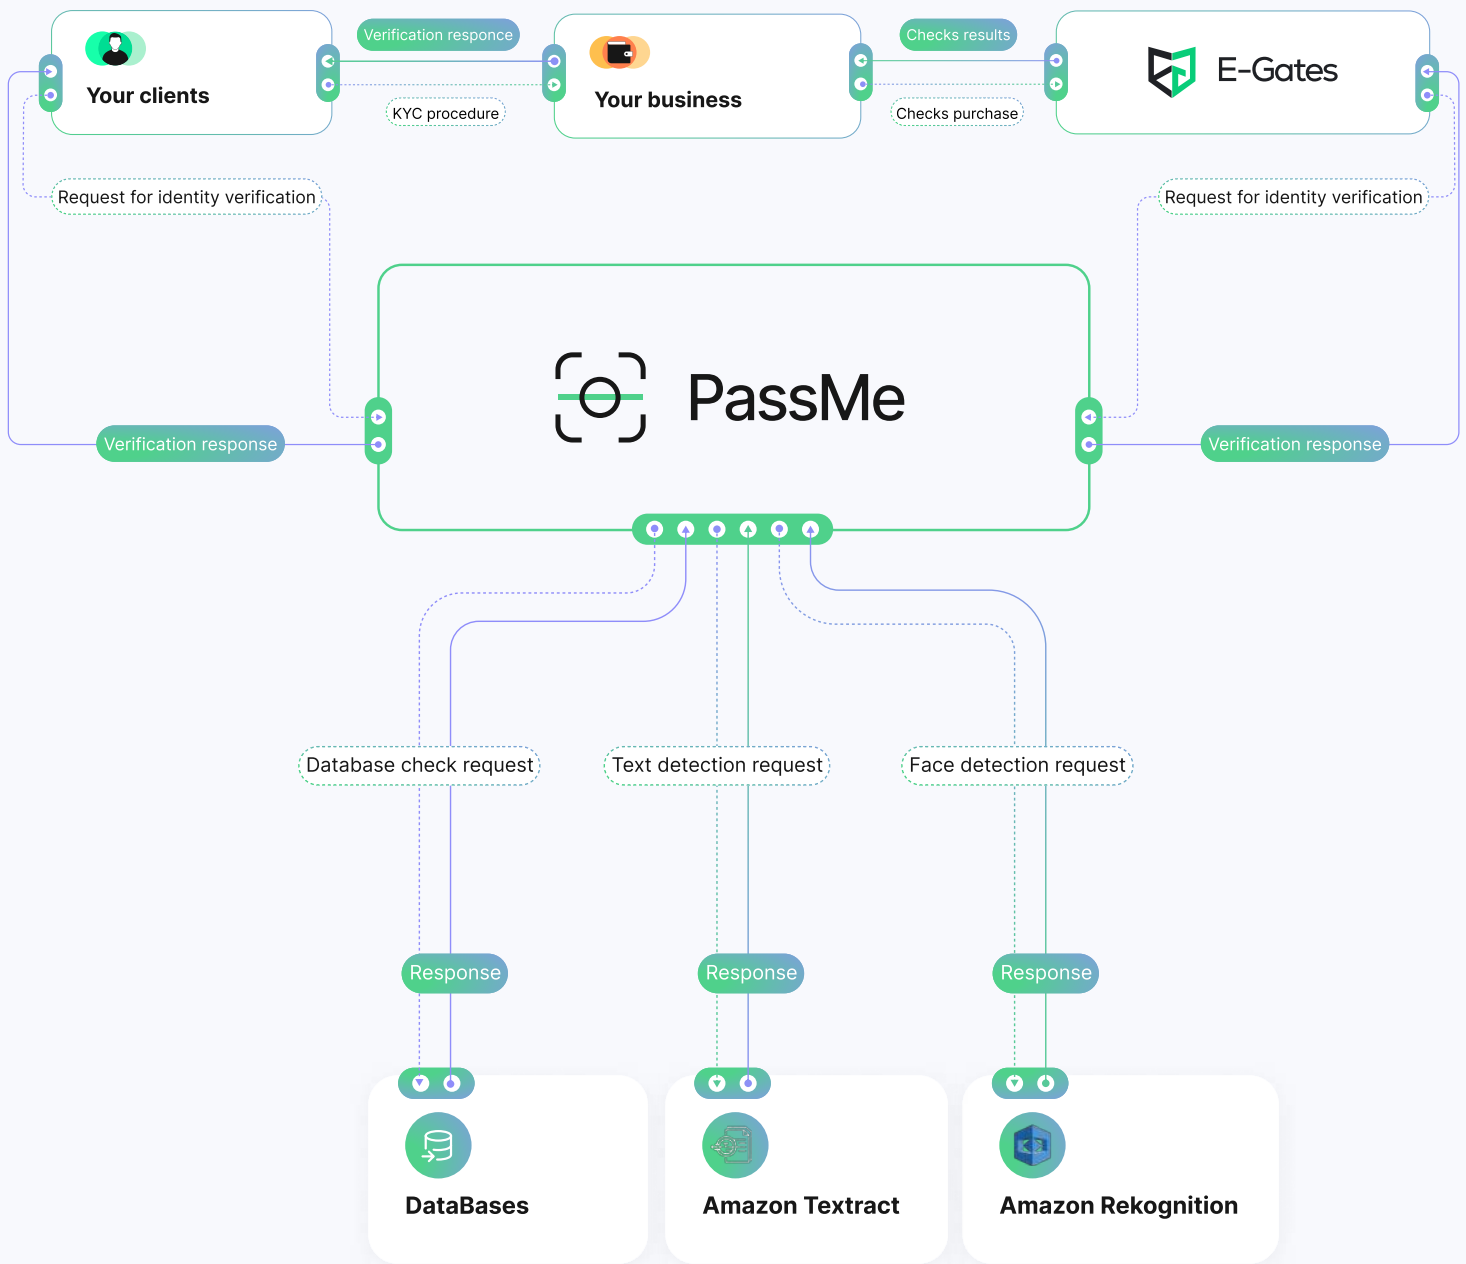 Verification responce
Checks results
Your clients
Your business
E-Gates
KYC procedure
Checks purchase
Request for identity verification
Request for identity verification
PassMe
Verification response
Verification response
Database check request
Text detection request
Face detection request
Response
Response
Response
DataBases
Amazon Textract
Amazon Rekognition